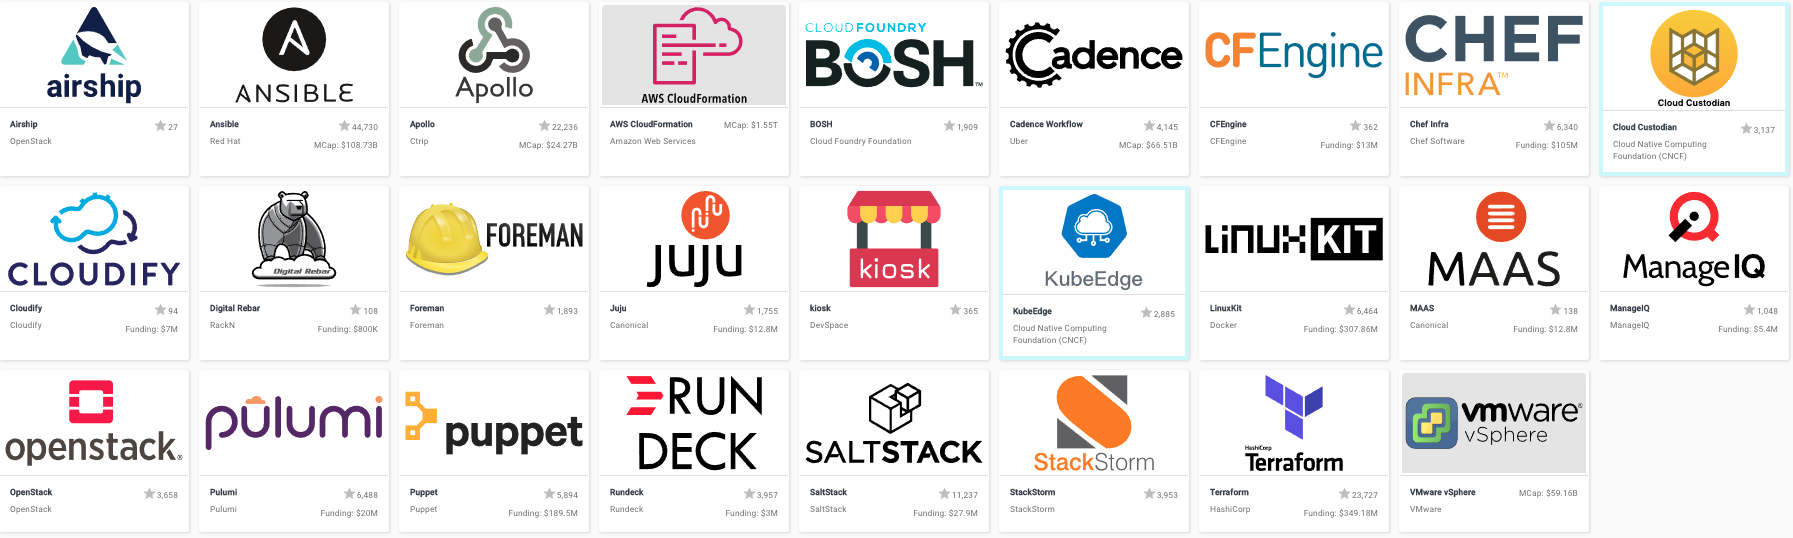 airship
Airship
27
OpenStack
ANSIBLE
Ansible
44,730
Red Hat
MCap: $108.73B
Apollo
Apollo
22,236
Ctrip
MCap: $24.27B
AWS CloudFormation
AWS CloudFormation
MCap: $1.55T
Amazon Web Services
CLOUDFOUNDRY
BOSH™
BOSH
1,909
Cloud Foundry Foundation
Cadence
Cadence Workflow
4,145
Uber
MCap: $66.51B
CFEngine
CFEngine
362
CFEngine
Funding: $13M
CHEF
INFRA™
Chef Infra
6,340
Chef Software
Funding: $105M
Cloud Custodian
Cloud Custodian
3,137
Cloud Native Computing
Foundation (CNCF)
CLOUDIFY
Cloudify
94
Cloudify
Funding: $7M
Digital Rebar
Digital Rebar
108
RackN
Funding: $800K
FOREMAN
Foreman
1,893
Foreman
JUJU
Juju
1,755
Canonical
Funding: $12.8M
kiosk
kiosk
365
DevSpace
KubeEdge
KubeEdge
2,885
Cloud Native Computing
Foundation (CNCF)
LINUXKIT
LinuxKit
6,464
Docker
Funding: $307.86M
MAAS
MAAS
138
Canonical
Funding: $12.8M
ManageIQ
ManageIQ
1,048
ManageIQ
Funding: $5.4M
openstack®
OpenStack
3,658
OpenStack
pulumi
Pulumi
6,488
Pulumi
Funding: $20M
puppet
Puppet
5,894
Puppet
Funding: $189.5M
RUN
DECK
Rundeck
3,957
Rundeck
Funding: $3M
SALTSTACK
SaltStack
11,237
SaltStack
Funding: $27.9M
StackStorm
StackStorm
3,953
StackStorm
HashiCorp
Terraform
Terraform
23,727
HashiCorp
Funding: $349.18M
vmware®
vSphere
VMware vSphere
MCap: $59.16B
VMware